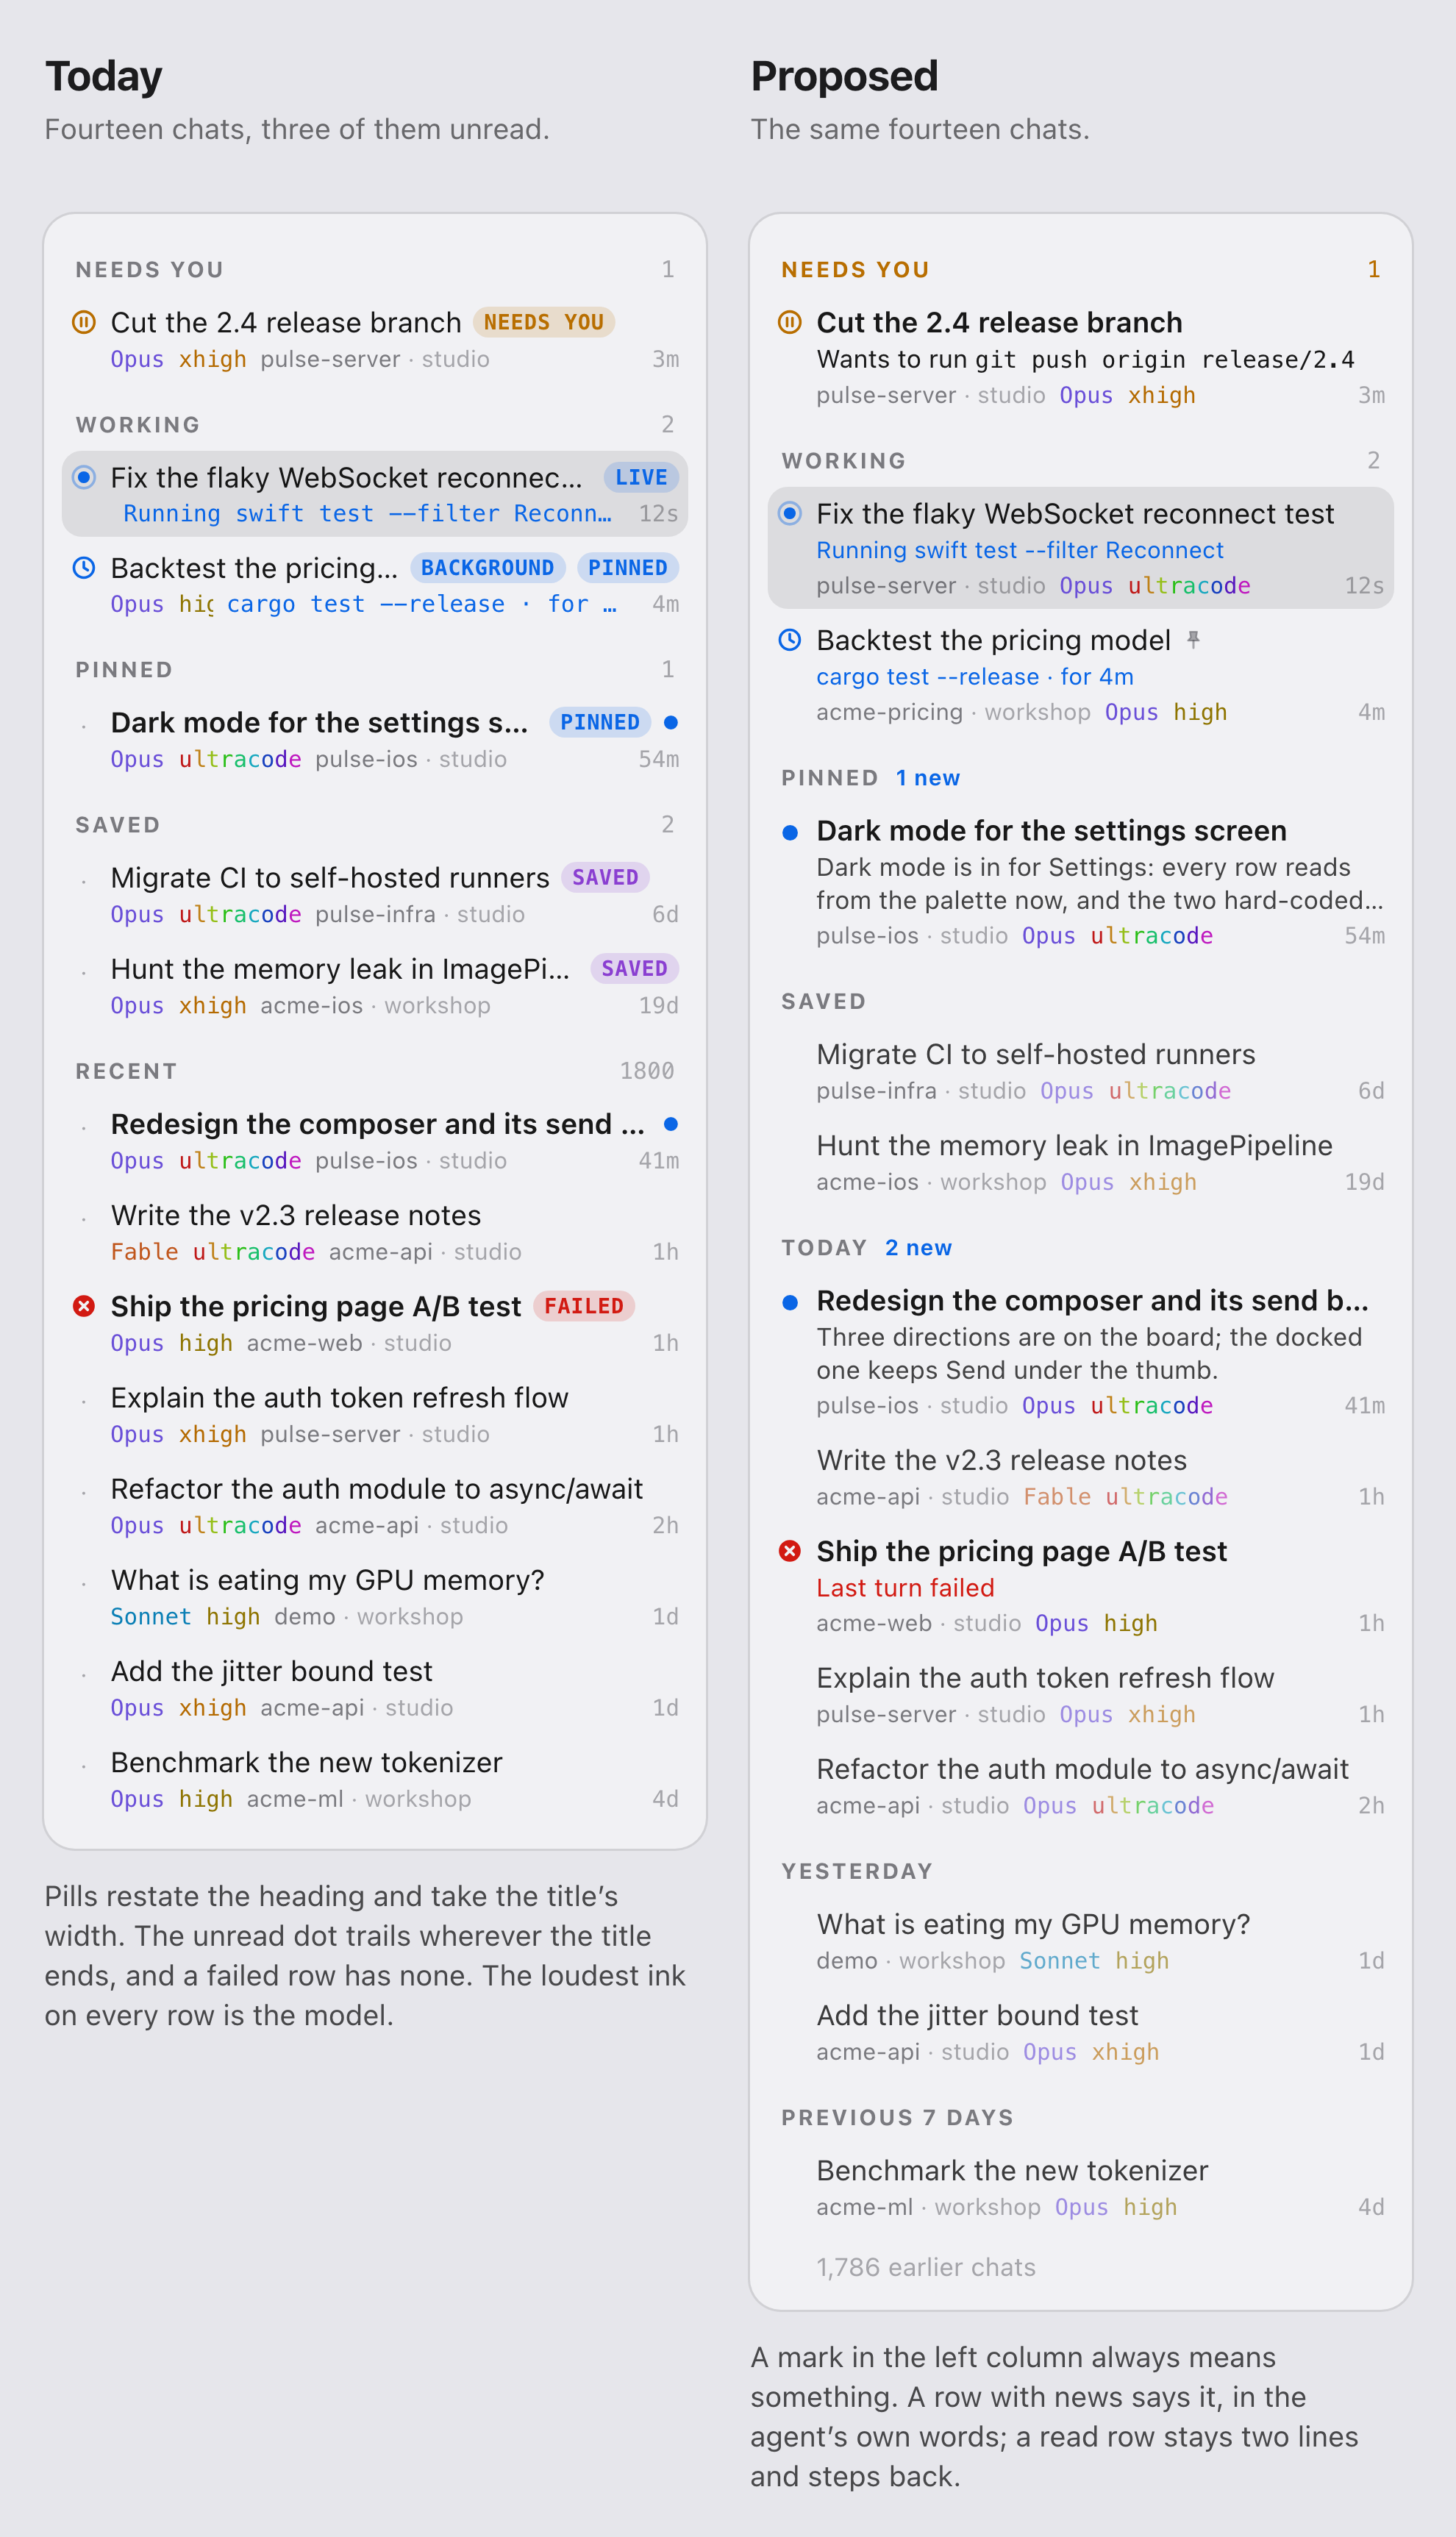 Today
Fourteen chats, three of them unread.
NEEDS YOU 1
Cut the 2.4 release branch NEEDS YOU
Opus xhigh pulse-server · studio 3m
WORKING 2
Fix the flaky WebSocket reconnec... LIVE
Running swift test --filter Reconn... 12s
Backtest the pricing... BACKGROUND PINNED
Opus hig cargo test --release · for ... 4m
PINNED 1
Dark mode for the settings s... PINNED
Opus ultracode pulse-ios · studio 54m
SAVED 2
Migrate CI to self-hosted runners SAVED
Opus ultracode pulse-infra · studio 6d
Hunt the memory leak in ImagePi... SAVED
Opus xhigh acme-ios · workshop 19d
RECENT 1800
Redesign the composer and its send ...
Opus ultracode pulse-ios · studio 41m
Write the v2.3 release notes
Fable ultracode acme-api · studio 1h
Ship the pricing page A/B test FAILED
Opus high acme-web · studio 1h
Explain the auth token refresh flow
Opus xhigh pulse-server · studio 1h
Refactor the auth module to async/await
Opus ultracode acme-api · studio 2h
What is eating my GPU memory?
Sonnet high demo · workshop 1d
Add the jitter bound test
Opus xhigh acme-api · studio 1d
Benchmark the new tokenizer
Opus high acme-ml · workshop 4d
Pills restate the heading and take the title’s
width. The unread dot trails wherever the title
ends, and a failed row has none. The loudest ink
on every row is the model.
Proposed
The same fourteen chats.
NEEDS YOU 1
Cut the 2.4 release branch
Wants to run git push origin release/2.4
pulse-server · studio Opus xhigh 3m
WORKING 2
Fix the flaky WebSocket reconnect test
Running swift test --filter Reconnect
pulse-server · studio Opus ultracode 12s
Backtest the pricing model
cargo test --release · for 4m
acme-pricing · workshop Opus high 4m
PINNED 1 new
Dark mode for the settings screen
Dark mode is in for Settings: every row reads
from the palette now, and the two hard-coded...
pulse-ios · studio Opus ultracode 54m
SAVED
Migrate CI to self-hosted runners
pulse-infra · studio Opus ultracode 6d
Hunt the memory leak in ImagePipeline
acme-ios · workshop Opus xhigh 19d
TODAY 2 new
Redesign the composer and its send b...
Three directions are on the board; the docked
one keeps Send under the thumb.
pulse-ios · studio Opus ultracode 41m
Write the v2.3 release notes
acme-api · studio Fable ultracode 1h
Ship the pricing page A/B test
Last turn failed
acme-web · studio Opus high 1h
Explain the auth token refresh flow
pulse-server · studio Opus xhigh 1h
Refactor the auth module to async/await
acme-api · studio Opus ultracode 2h
YESTERDAY
What is eating my GPU memory?
demo · workshop Sonnet high 1d
Add the jitter bound test
acme-api · studio Opus xhigh 1d
PREVIOUS 7 DAYS
Benchmark the new tokenizer
acme-ml · workshop Opus high 4d
1,786 earlier chats
A mark in the left column always means
something. A row with news says it, in the
agent’s own words; a read row stays two lines
and steps back.